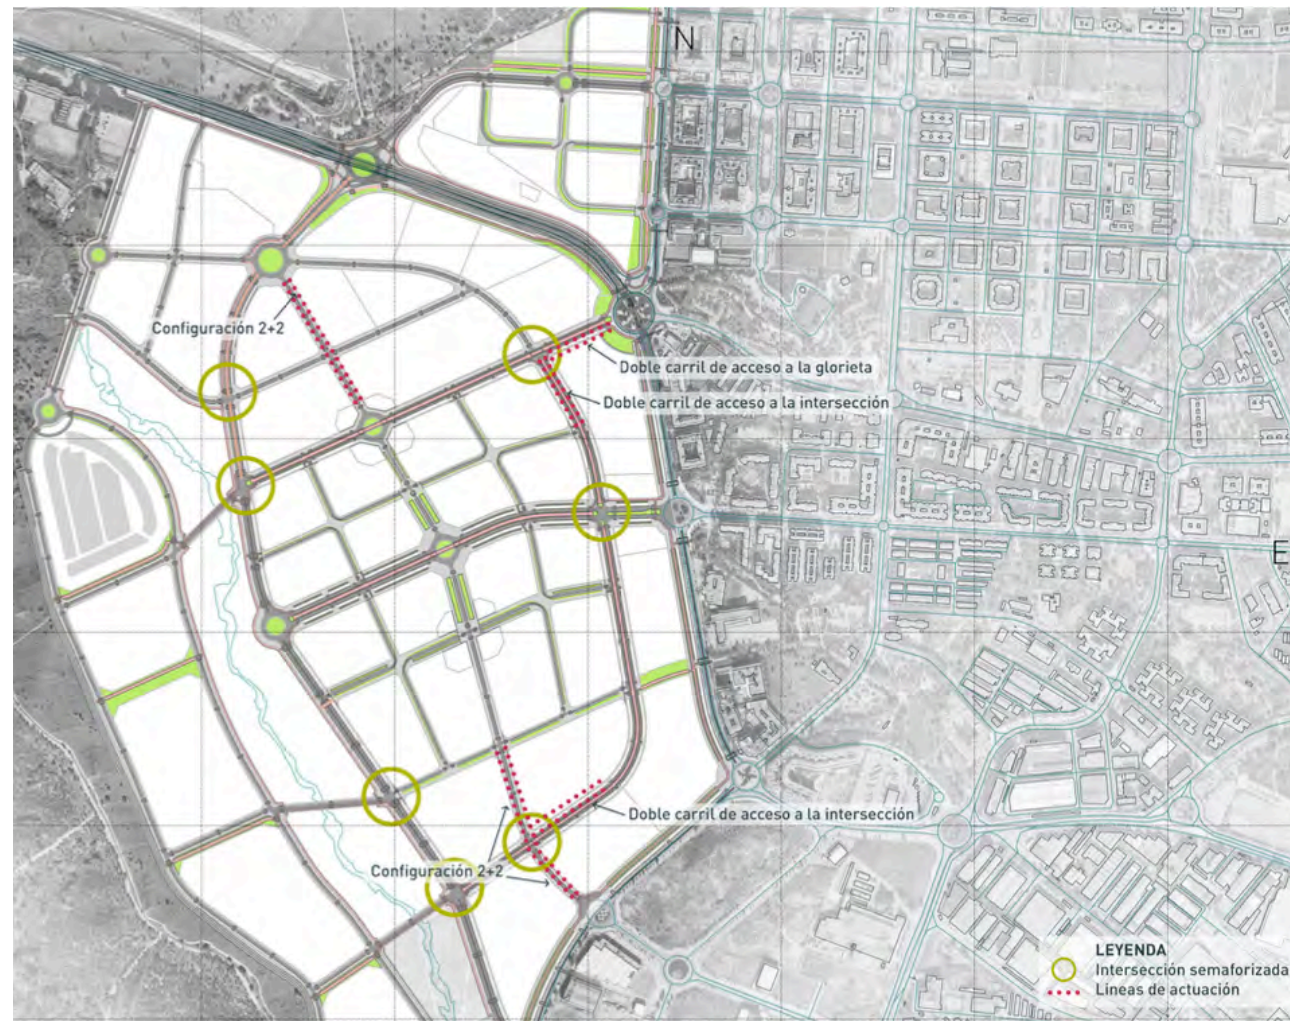 N
Configuración 2+2
Doble carril de acceso a la glorieta
Doble carril de acceso a la intersección
E
Doble carril de acceso a la intersección
Configuración 2+2
LEYENDA
Intersección semaforizada
Líneas de actuación